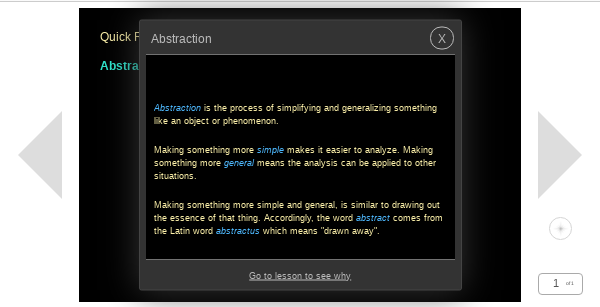 Quick
Abstra
Abstraction
X
Abstraction is the process of simplifying and generalizing something
like an object or phenomenon.
Making something more simple makes it easier to analyze. Making
something more general means the analysis can be applied to other
situations.
Making something more simple and general, is similar to drawing out
the essence of that thing. Accordingly, the word abstract comes from
the Latin word abstractus which means "drawn away".
Go to lesson to see why
1 of 1